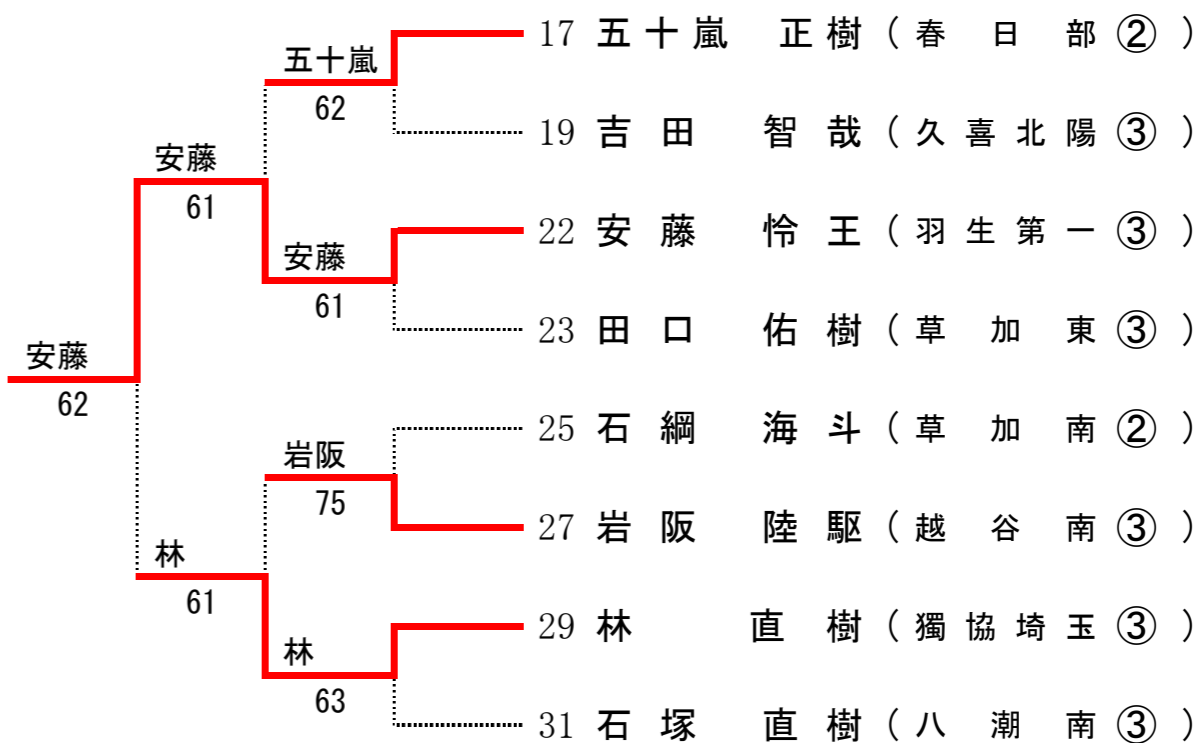 17 五十嵐 正樹 ( 春日部 ② )
五十嵐
62
19 吉田 智哉 ( 久喜北陽 ③ )
安藤
61
22 安藤 怜王 ( 羽生第一 ③ )
安藤
61
23 田口 佑樹 ( 草加東 ③ )
安藤
62
25 石綱 海斗 ( 草加南 ② )
岩阪
75
27 岩阪 陸駆 ( 越谷南 ③ )
林
61
29 林 直樹 ( 獨協埼玉 ③ )
林
63
31 石塚 直樹 ( 八潮南 ③ )